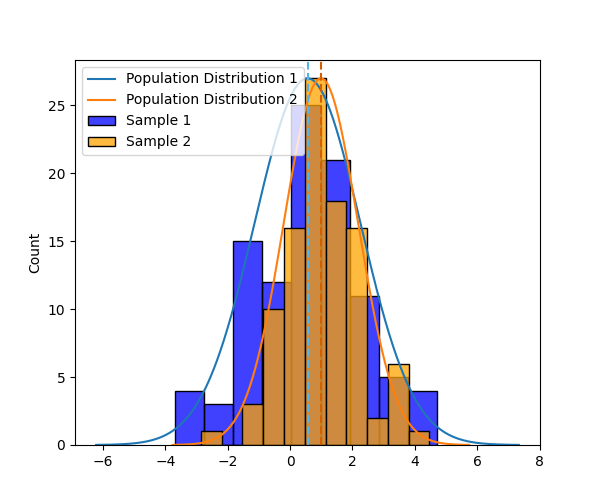 Population Distribution 1
Population Distribution 2
Sample 1
Sample 2
Count
25
20
15
10
5
0
−6 −4 −2 0 2 4 6 8